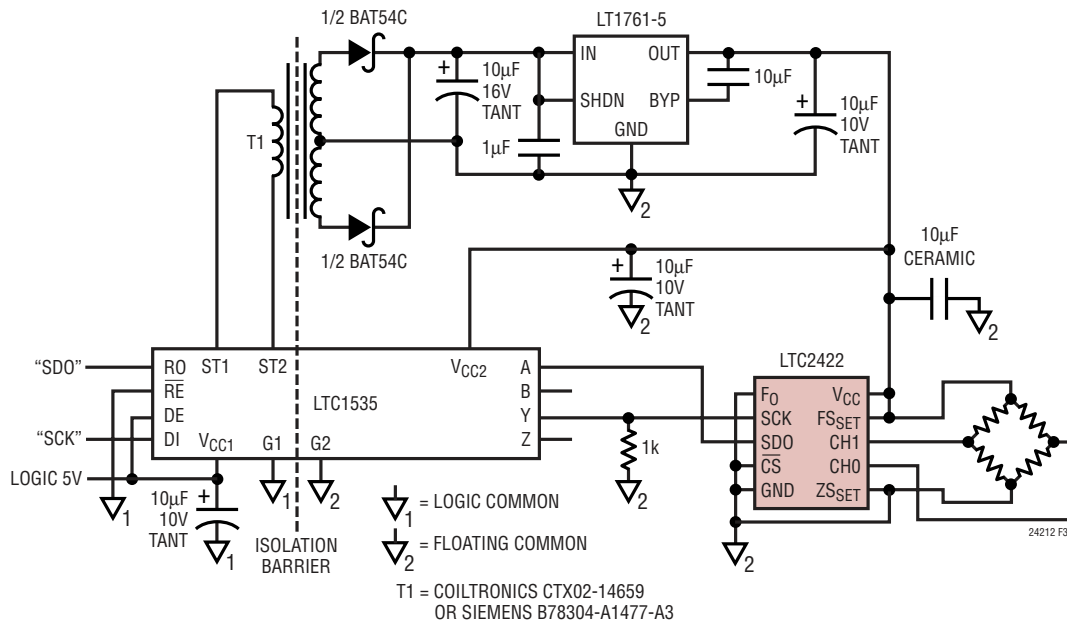 1/2 BAT54C
LT1761-5
IN
OUT
SHDN
BYP
GND
+
10µF
16V
TANT
1µF
10µF
+
10µF
10V
TANT
T1
2
1/2 BAT54C
+
10µF
10V
TANT
2
10µF
CERAMIC
2
"SDO"
"SCK"
LOGIC 5V
RO
ST1
ST2
VCC2
A
RE
B
LTC1535
DE
Y
DI
VCC1
G1
G2
Z
1
10µF
10V
TANT
+
1
1
2
ISOLATION
BARRIER
1k
2
LTC2422
FO
VCC
SCK
FSSET
SDO
CH1
CS
CH0
GND
ZSSET
2
1 = LOGIC COMMON
2 = FLOATING COMMON
T1 = COILTRONICS CTX02-14659
OR SIEMENS B78304-A1477-A3